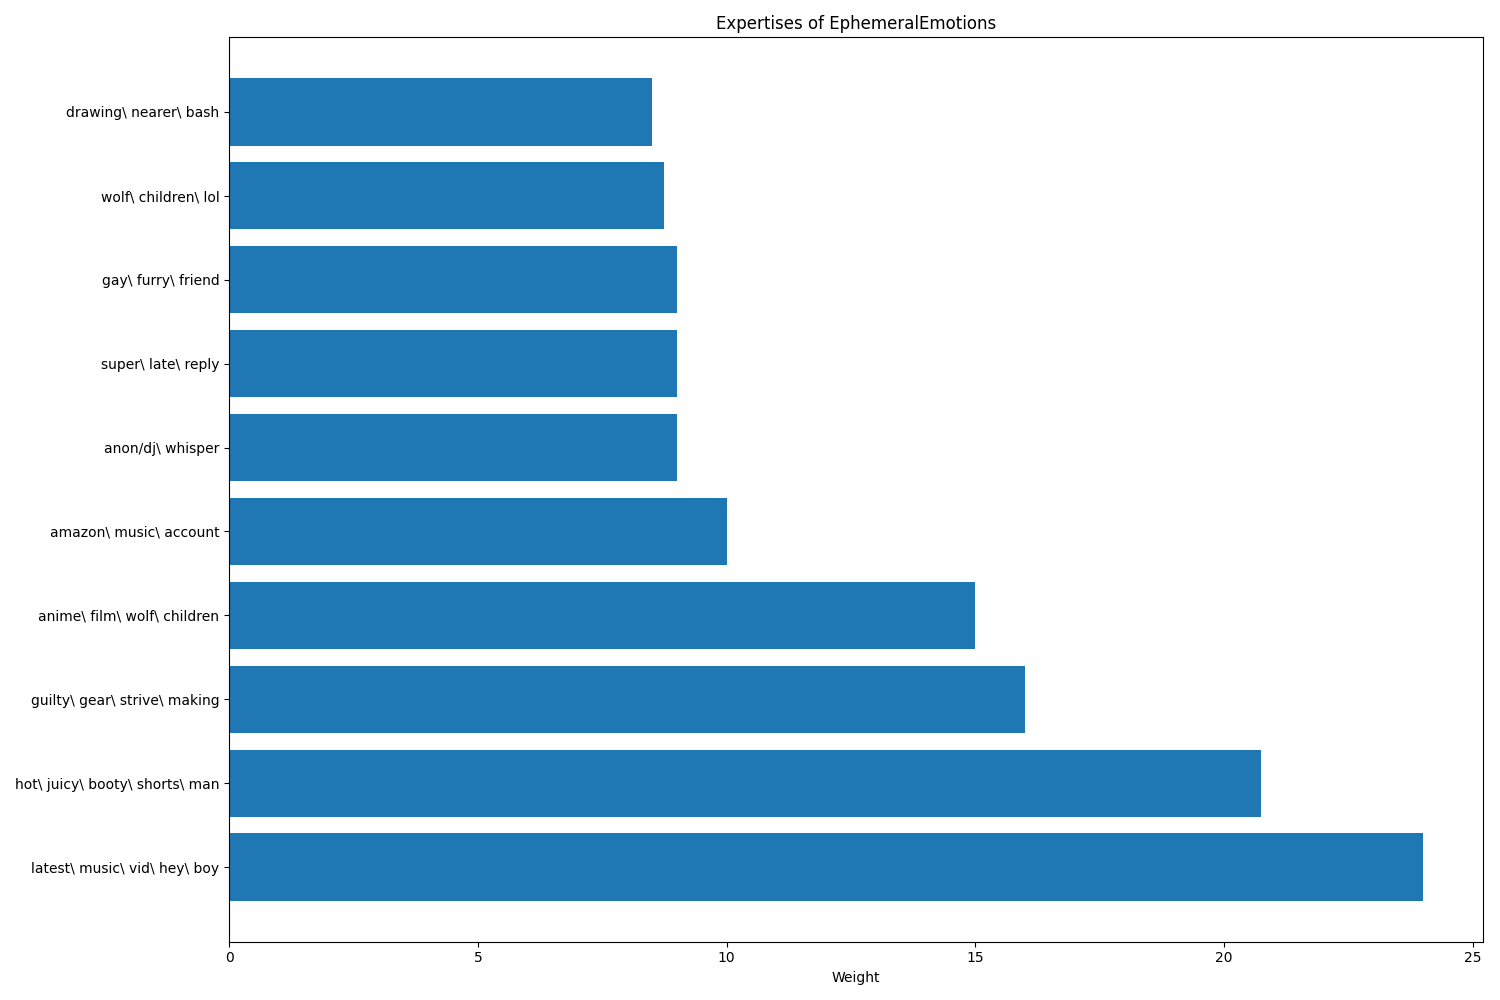 Expertises of EphemeralEmotions
drawing\ nearer\ bash
wolf\ children\ lol
gay\ furry\ friend
super\ late\ reply
anon/dj\ whisper
amazon\ music\ account
anime\ film\ wolf\ children
guilty\ gear\ strive\ making
hot\ juicy\ booty\ shorts\ man
latest\ music\ vid\ hey\ boy
0 5 10 15 20 25
Weight